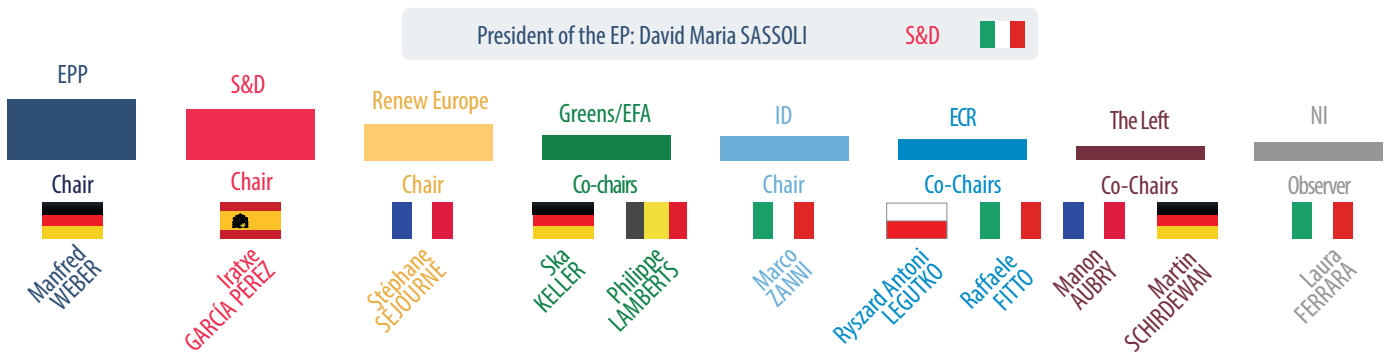 President of the EP: David Maria SASSOLI S&D
EPP
S&D
Renew Europe
Greens/EFA
ID
ECR
The Left
NI
Chair
Chair
Chair
Co-chairs
Chair
Co-Chairs
Co-Chairs
Observer
Manfred
WEBER
Iratxe
GARCÍA PÉREZ
Stéphane
SÉJOURNÉ
Ska
KELLER
Philippe
LAMBERTS
Marco
ZANNI
Ryszard Antoni
LEGUTKO
Raffaele
FITTO
Manon
AUBRY
Martin
SCHIRDEWAN
Laura
FERRARA